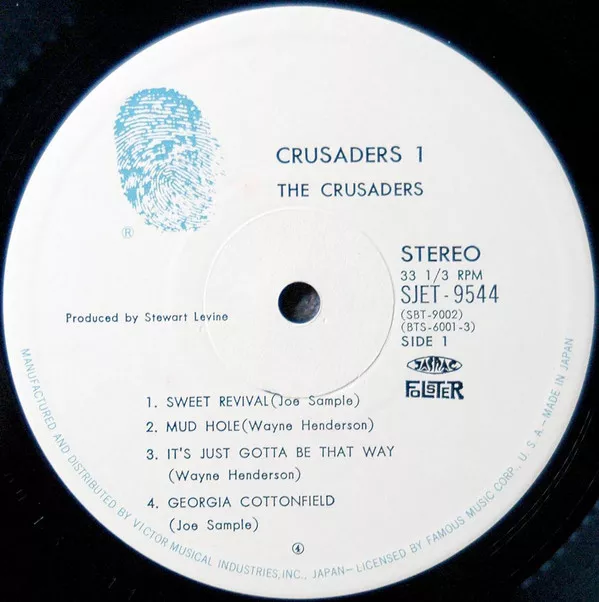 CRUSADERS 1
THE CRUSADERS
®
STEREO
33 1/3 RPM
SJET-9544
(SBT-9002)
(BTS-6001-3)
SIDE 1
Produced by Stewart Levine
JASRAC
FOLSTER
1. SWEET REVIVAL(Joe Sample)
2. MUD HOLE(Wayne Henderson)
3. IT'S JUST GOTTA BE THAT WAY
(Wayne Henderson)
4. GEORGIA COTTONFIELD
(Joe Sample)
④
MANUFACTURED AND DISTRIBUTED BY VICTOR MUSICAL INDUSTRIES, INC., JAPAN-LICENSED BY FAMOUS MUSIC CORP., U.S.A.-MADE IN JAPAN